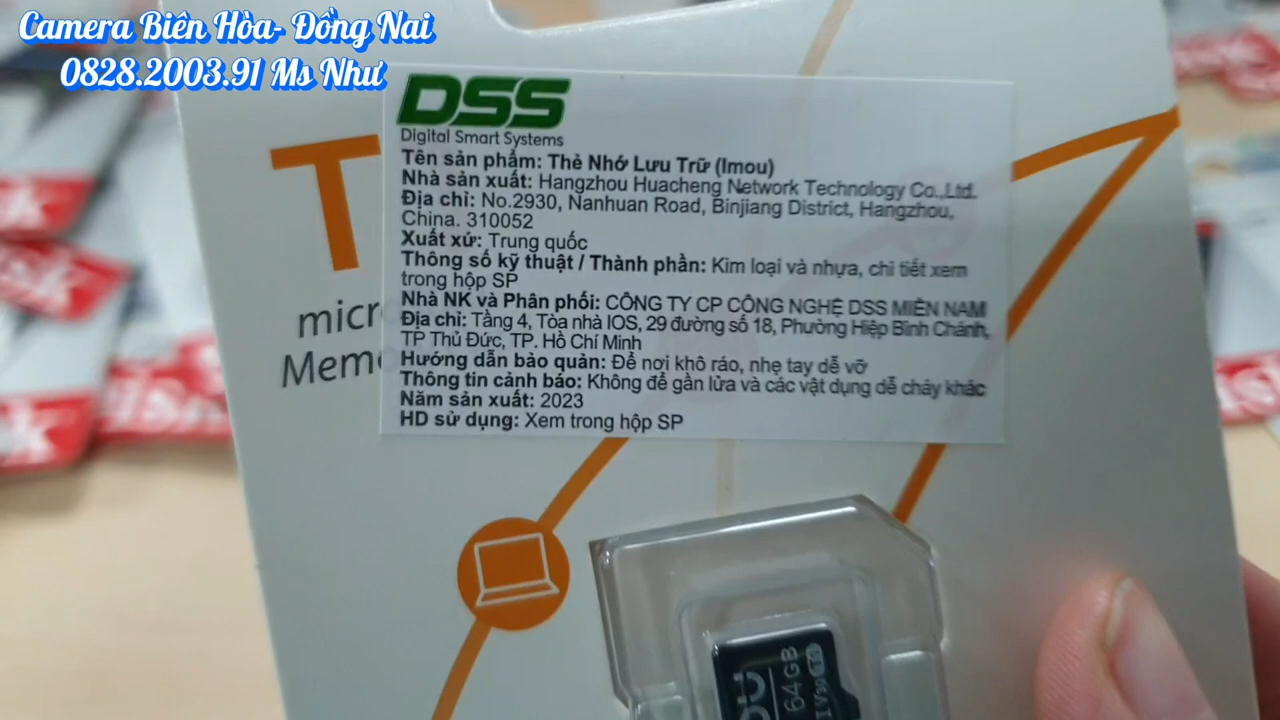 Camera Biên Hòa- Đồng Nai
0828.2003.91 Ms Như
DSS
Digital Smart Systems
Tên sản phẩm: Thẻ Nhớ Lưu Trữ (Imou)
Nhà sản xuất: Hangzhou Huacheng Network Technology Co.,Ltd.
Địa chỉ: No.2930, Nanhuan Road, Binjiang District, Hangzhou,
China. 310052
Xuất xứ: Trung quốc
Thông số kỹ thuật / Thành phần: Kim loại và nhựa, chi tiết xem
trong hộp SP
Nhà NK và Phân phối: CÔNG TY CP CÔNG NGHỆ DSS MIỀN NAM
Địa chỉ: Tầng 4, Tòa nhà IOS, 29 đường số 18, Phường Hiệp Bình Chánh,
TP Thủ Đức, TP. Hồ Chí Minh
Hướng dẫn bảo quản: Để nơi khô ráo, nhẹ tay dễ vỡ
Thông tin cảnh báo: Không để gần lửa và các vật dụng dễ cháy khác
Năm sản xuất: 2023
HD sử dụng: Xem trong hộp SP
T
micr
Mem
64 GB
V30